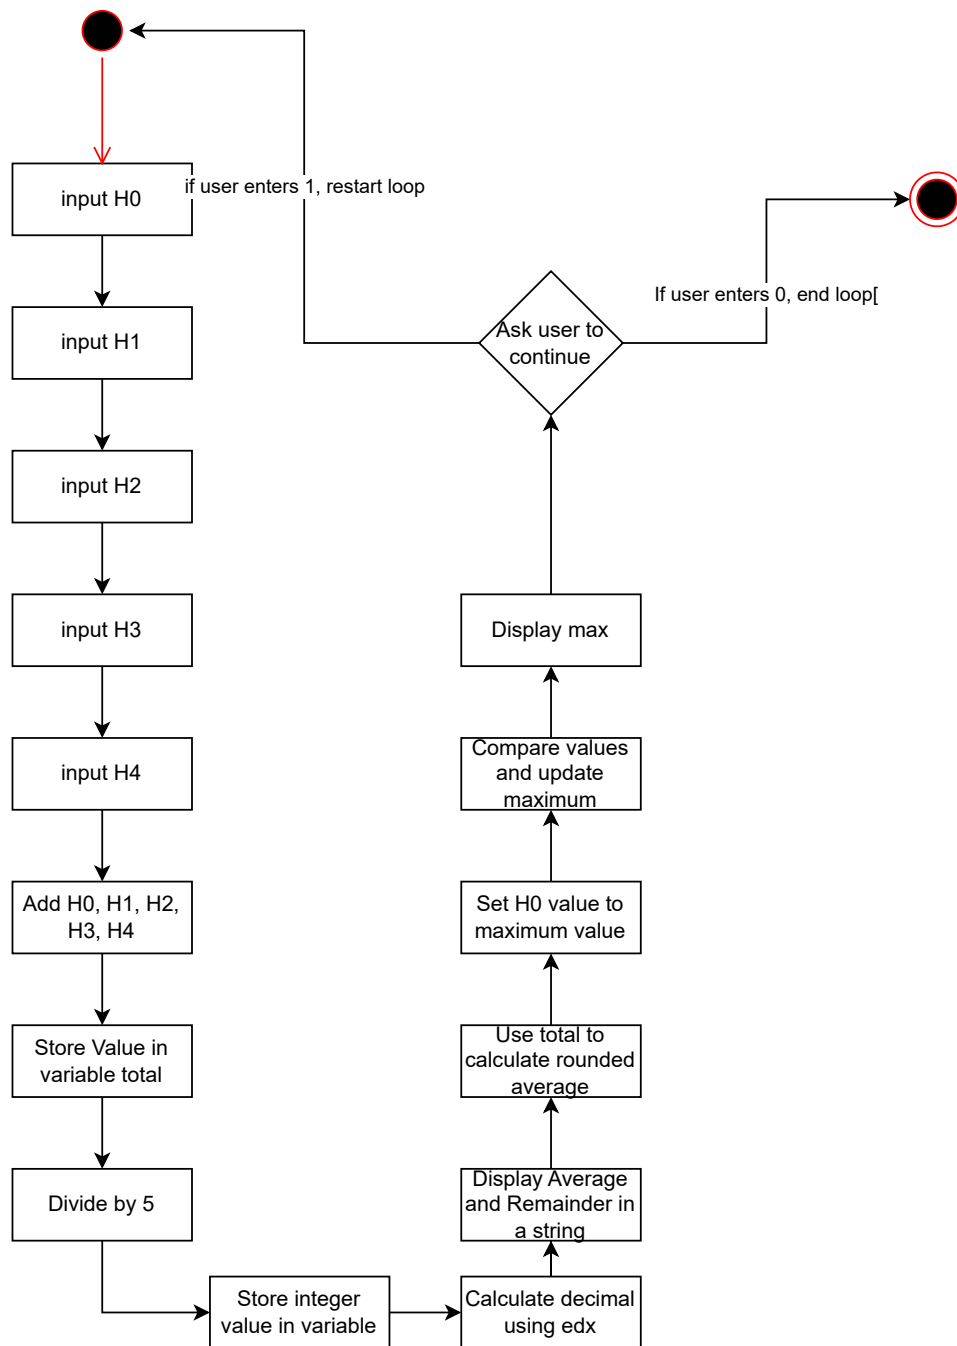 input H0
input H1
input H2
input H3
input H4
Add H0, H1, H2,
H3, H4
Store Value in
variable total
Divide by 5
Store integer
value in variable
Calculate decimal
using edx
Display Average
and Remainder in
a string
Use total to
calculate rounded
average
Set H0 value to
maximum value
Compare values
and update
maximum
Display max
Ask user to
continue
if user enters 1, restart loop
If user enters 0, end loop[